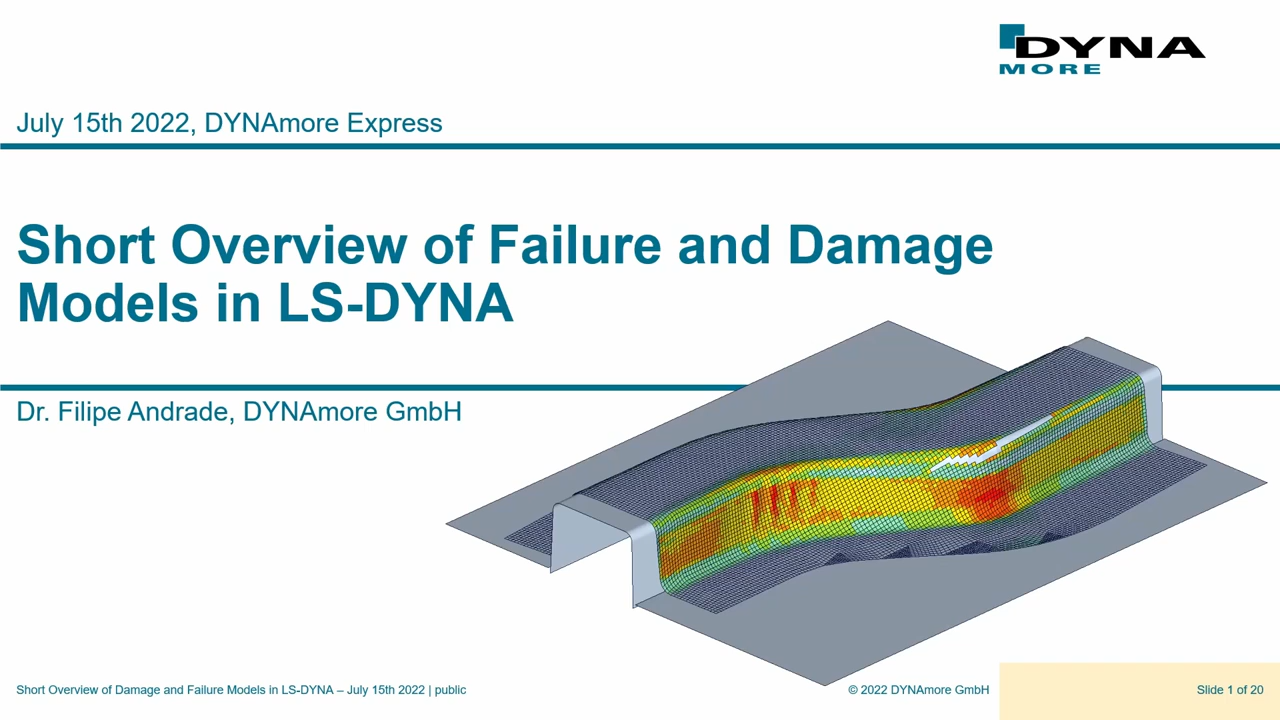 DYNA
MORE
July 15th 2022, DYNAmore Express
Short Overview of Failure and Damage
Models in LS-DYNA
Dr. Filipe Andrade, DYNAmore GmbH
Short Overview of Damage and Failure Models in LS-DYNA – July 15th 2022 | public
© 2022 DYNAmore GmbH
Slide 1 of 20